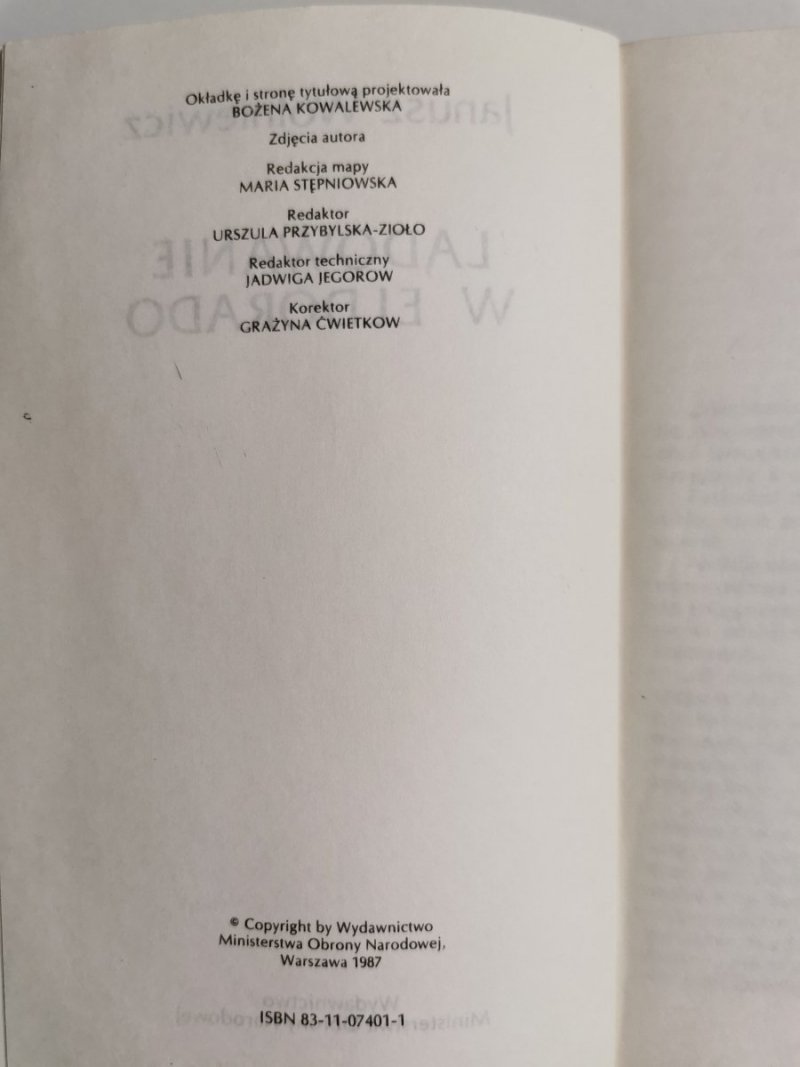 Okładkę i stronę tytułową projektowała
BOŻENA KOWALEWSKA
Zdjęcia autora
Redakcja mapy
MARIA STĘPNIOWSKA
Redaktor
URSZULA PRZYBYLSKA-ZIOŁO
Redaktor techniczny
JADWIGA JEGOROW
Korektor
GRAŻYNA ĆWIETKOW
© Copyright by Wydawnictwo
Ministerstwa Obrony Narodowej,
Warszawa 1987
ISBN 83-11-07401-1